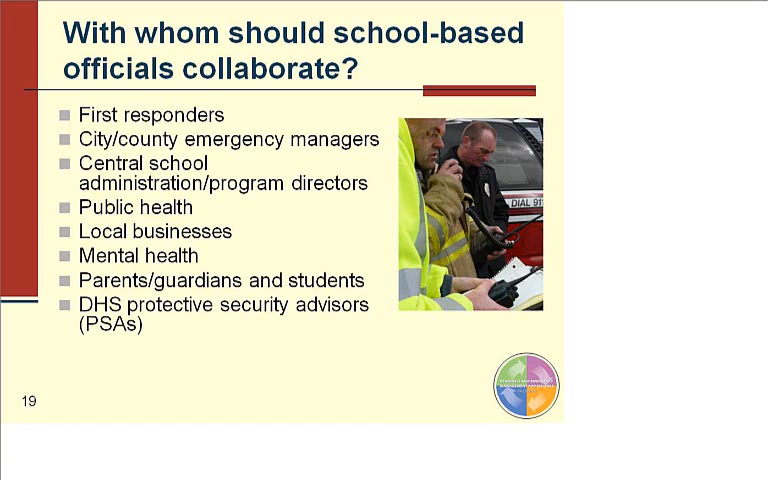 With whom should school-based
officials collaborate?
First responders
City/county emergency managers
Central school
administration/program directors
Public health
Local businesses
Mental health
Parents/guardians and students
DHS protective security advisors
(PSAs)
DIAL 911
19